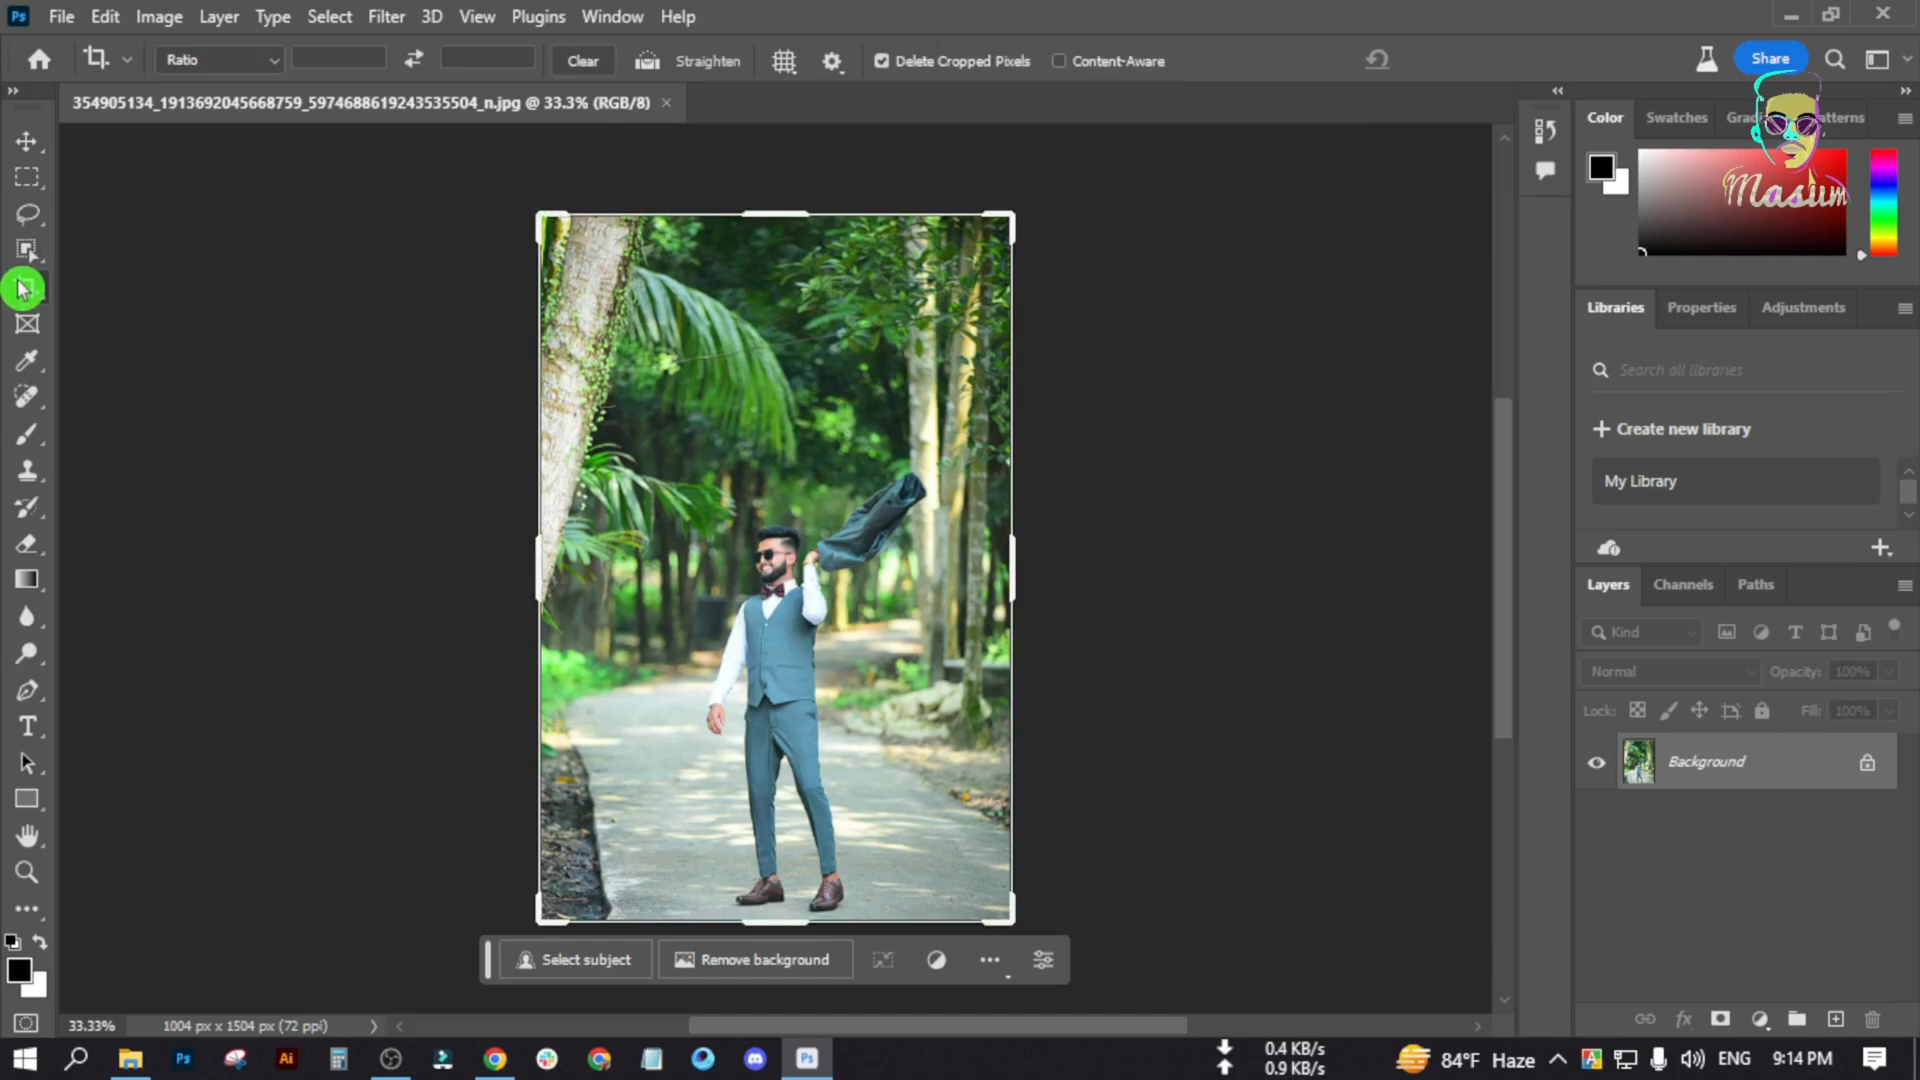 File Edit Image Layer Type Select Filter 3D View Plugins Window Help
Ratio Clear Straighten Delete Cropped Pixels Content-Aware Share
354905134_1913692045668759_5974688619243535504_n.jpg @ 33.3% (RGB/8)
Color Swatches Gradi atterns
Masum
Libraries Properties Adjustments
Search all libraries
Create new library
My Library
Layers Channels Paths
Kind
Normal Opacity: 100%
Lock: Fill: 100%
Background
Select subject Remove background
33.33% 1004 px x 1504 px (72 ppi)
0.4 KB/s
0.9 KB/s
84°F Haze ENG 9:14 PM